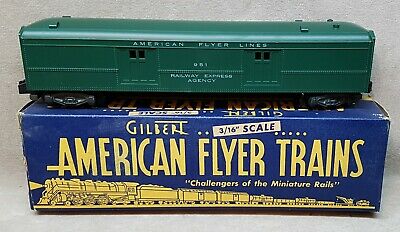 AMERICAN FLYER LINES
951
RAILWAY EXPRESS
AGENCY
GILBERT
3/16" SCALE
AMERICAN FLYER TRAINS
"Challengers of the Miniature Rails"